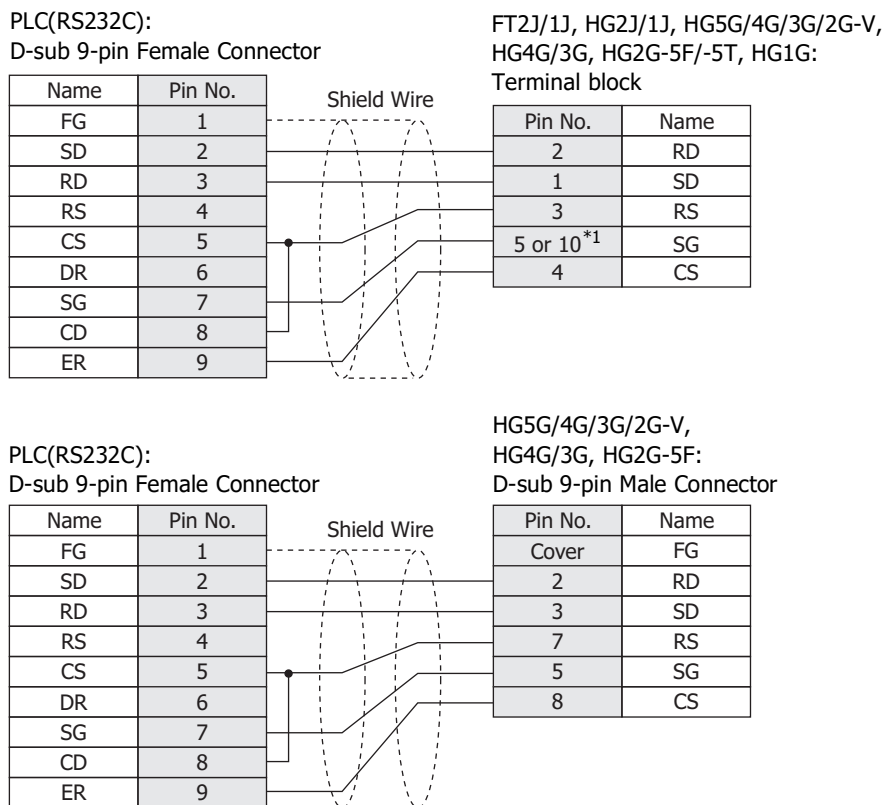 PLC(RS232C):
D-sub 9-pin Female Connector
FT2J/1J, HG2J/1J, HG5G/4G/3G/2G-V,
HG4G/3G, HG2G-5F/-5T, HG1G:
Terminal block
Name Pin No.
FG 1
SD 2
RD 3
RS 4
CS 5
DR 6
SG 7
CD 8
ER 9
Shield Wire
Pin No. Name
2 RD
1 SD
3 RS
5 or 10*1 SG
4 CS
PLC(RS232C):
D-sub 9-pin Female Connector
HG5G/4G/3G/2G-V,
HG4G/3G, HG2G-5F:
D-sub 9-pin Male Connector
Name Pin No.
FG 1
SD 2
RD 3
RS 4
CS 5
DR 6
SG 7
CD 8
ER 9
Shield Wire
Pin No. Name
Cover FG
2 RD
3 SD
7 RS
5 SG
8 CS